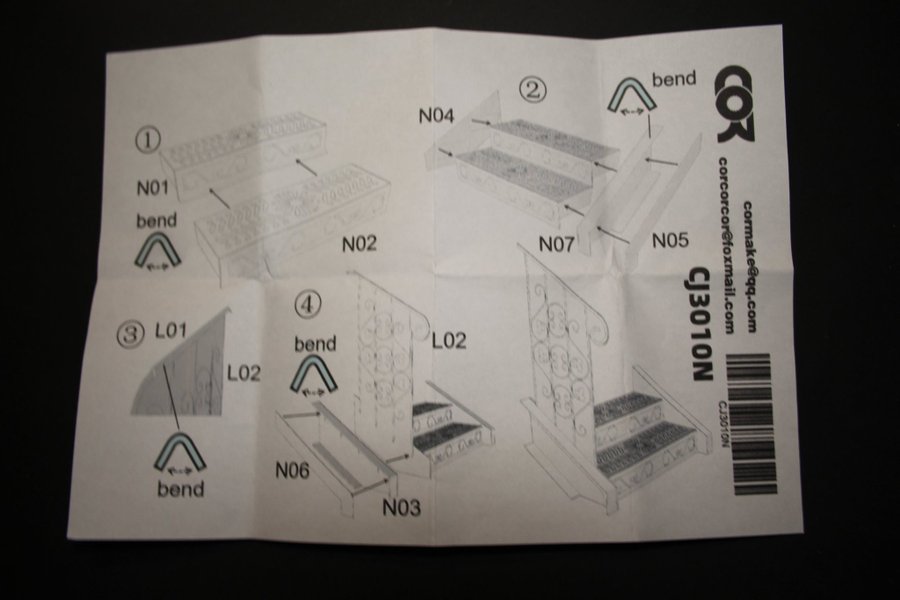 ①
N01
bend
N02
②
N04
bend
N07
N05
③
L01
L02
bend
④
bend
L02
N06
N03
COR
corcorcor@foxmail.com
cormake@qq.com
CJ3010N
CJ3010N